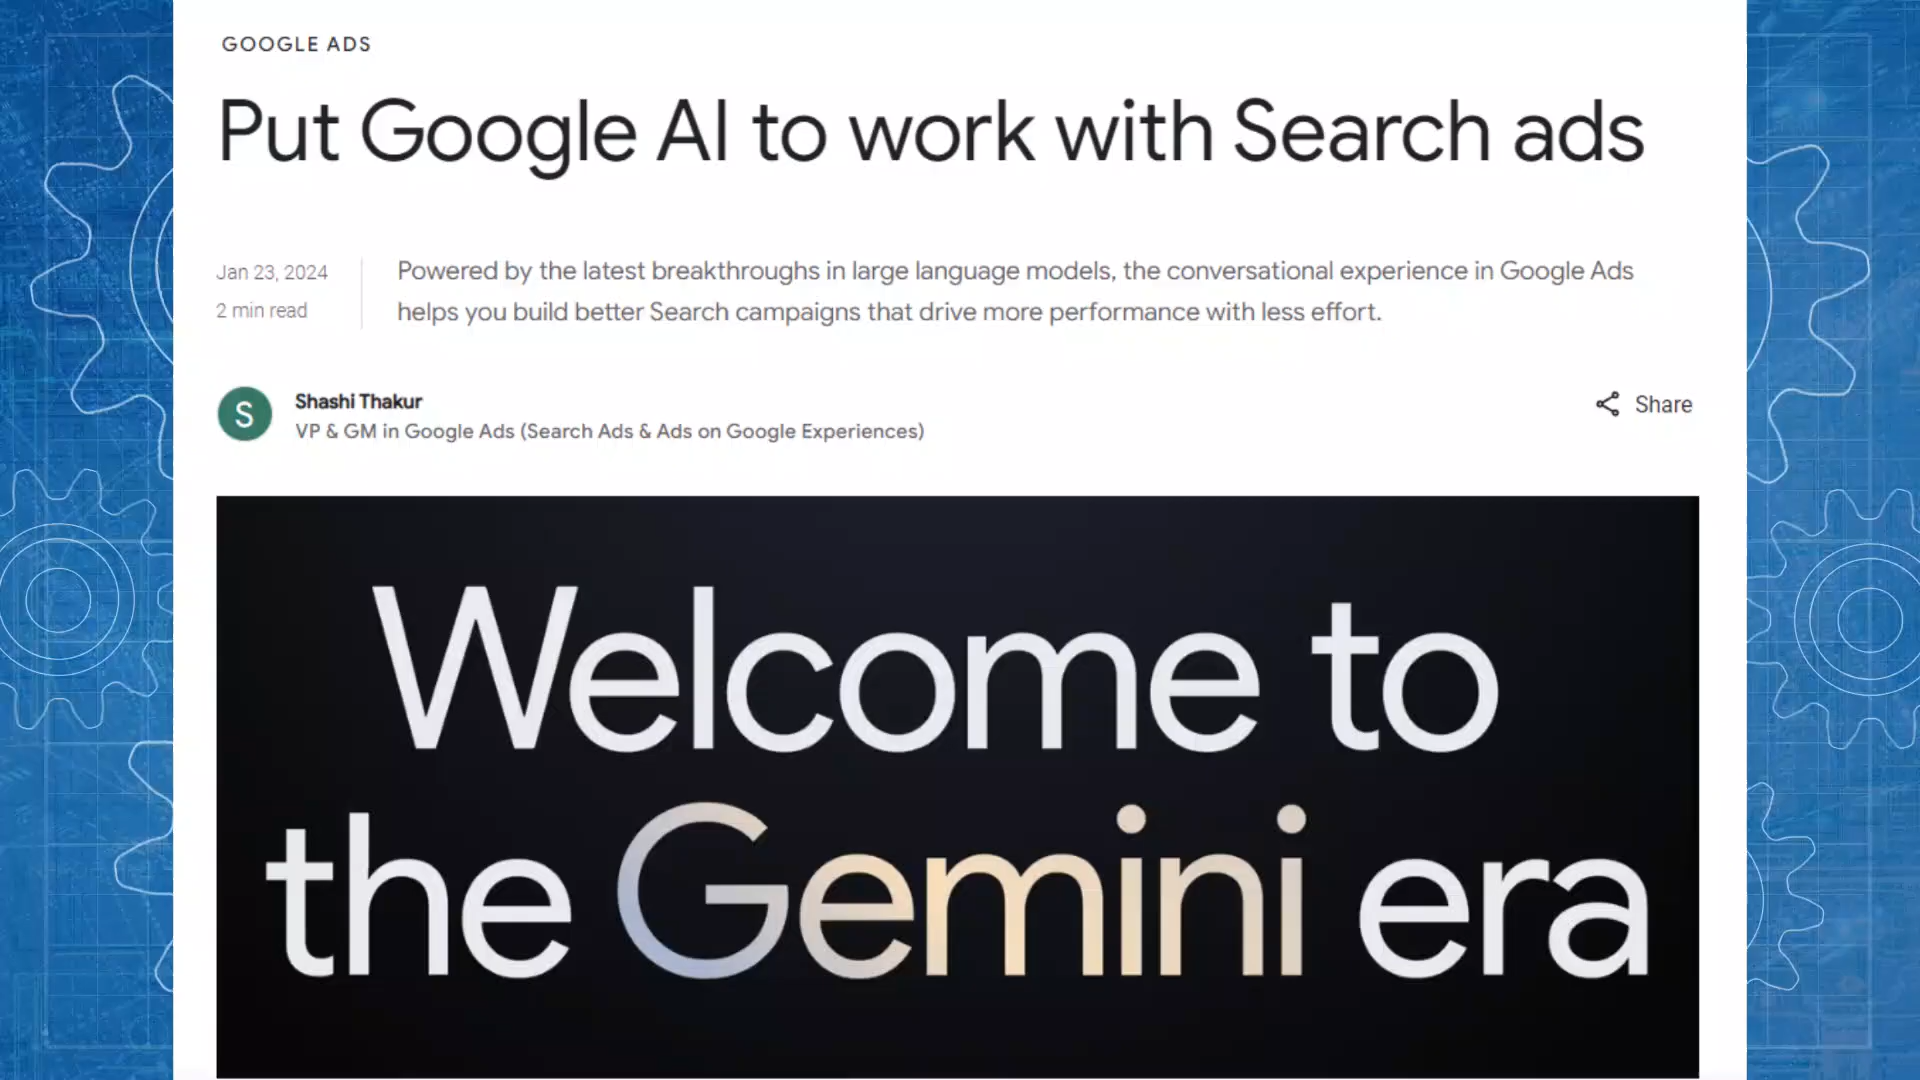 GOOGLE ADS
Put Google AI to work with Search ads
Jan 23, 2024
2 min read
Powered by the latest breakthroughs in large language models, the conversational experience in Google Ads
helps you build better Search campaigns that drive more performance with less effort.
S
Shashi Thakur
VP & GM in Google Ads (Search Ads & Ads on Google Experiences)
Share
Welcome to
the Gemini era